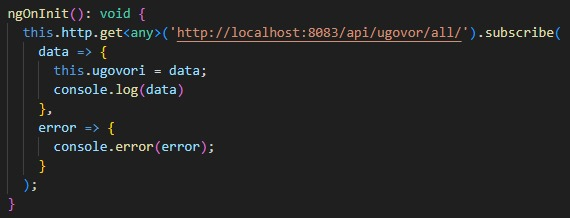 ngOnInit(): void {
this.http.get<any>('http://localhost:8083/api/ugovor/all/').subscribe(
data => {
this.ugovori = data;
console.log(data)
},
error => {
console.error(error);
}
);
}